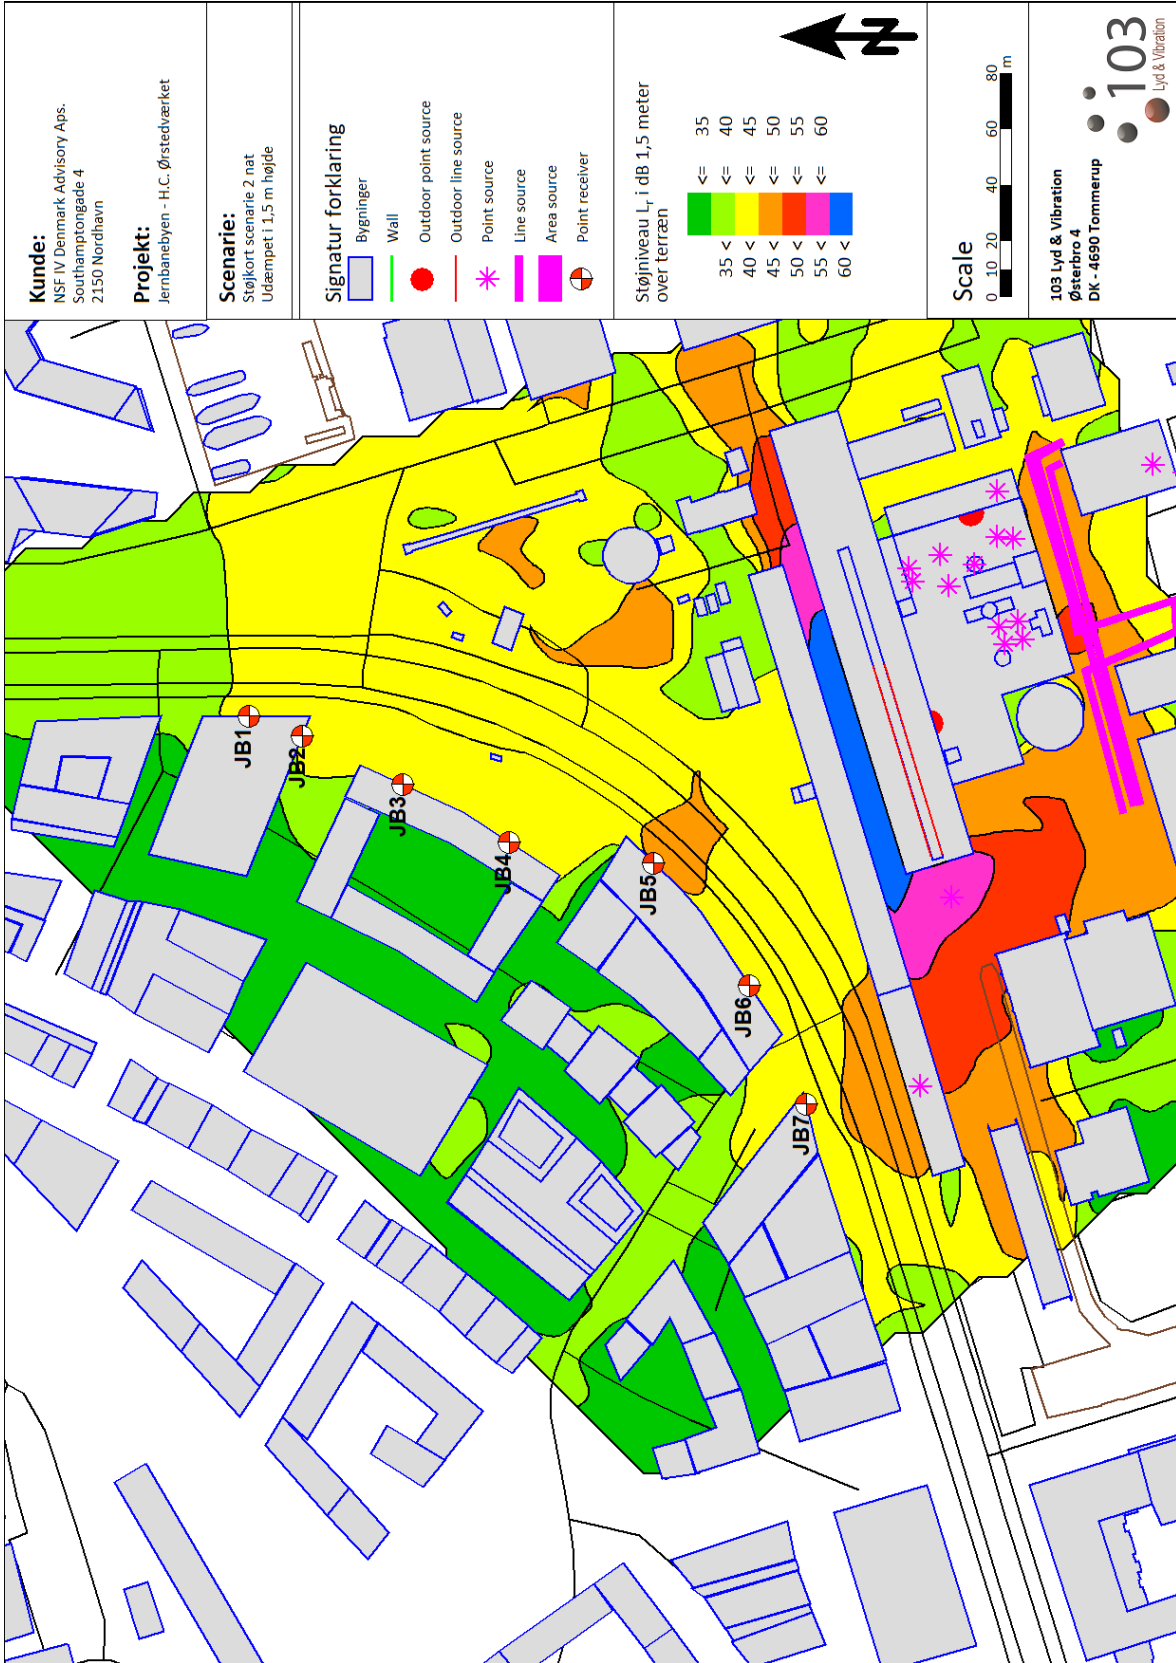 Kunde:
NSF IV Denmark Advisory Aps.
Southamptongade 4
2150 Nordhavn
Projekt:
Jernbanebyen - H.C. Ørstedværket
Scenarie:
Støjkort scenarie 2 nat
Udæmpet i 1,5 m højde
Signatur forklaring
Bygninger
Wall
Outdoor point source
Outdoor line source
Point source
Line source
Area source
Point receiver
Støjniveau Lr i dB 1,5 meter
over terræn
<= 35
35 < <= 40
40 < <= 45
45 < <= 50
50 < <= 55
55 < <= 60
60 <
N
Scale
0 10 20 40 60 80
m
103 Lyd & Vibration
Østerbro 4
DK - 4690 Tommerup
103
Lyd & Vibration
JB1
JB2
JB3
JB4
JB5
JB6
JB7